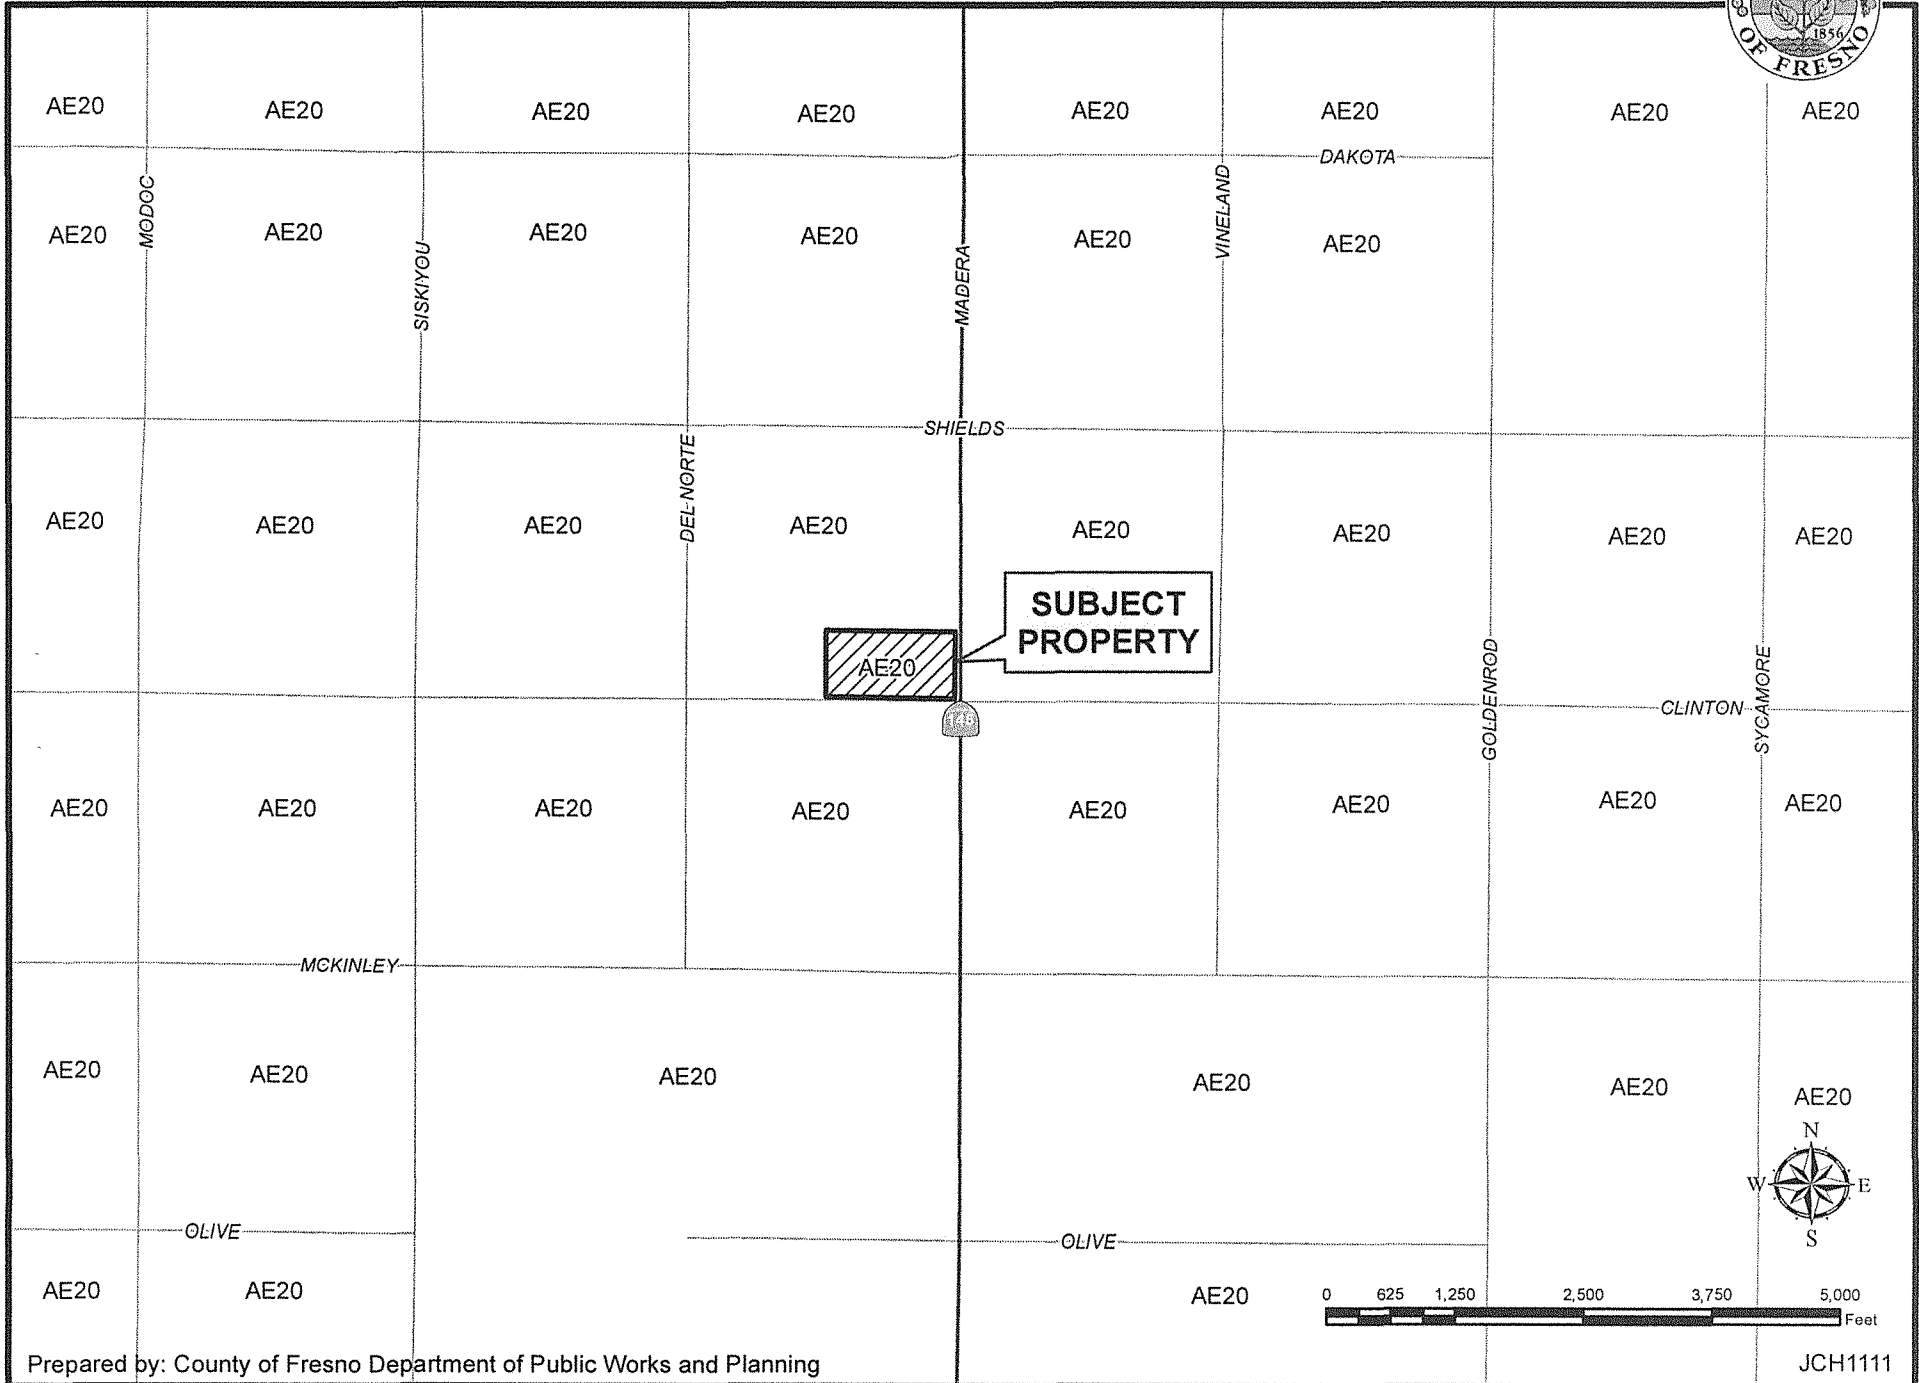 1856
OF FRESNO
AE20 AE20 AE20 AE20 AE20 AE20 AE20 AE20
DAKOTA
MODOC
SISKIYOU
MADERA
VINELAND
AE20 AE20 AE20 AE20 AE20 AE20
SHIELDS
DEL NORTE
AE20 AE20 AE20 AE20 AE20 AE20 AE20 AE20
SUBJECT
PROPERTY
AE20
GOLDENROD
SYCAMORE
CLINTON
AE20 AE20 AE20 AE20 AE20 AE20 AE20 AE20
MCKINLEY
AE20 AE20 AE20 AE20 AE20 AE20
N
W E
S
OLIVE
OLIVE
AE20 AE20 AE20
0 625 1,250 2,500 3,750 5,000
Feet
Prepared by: County of Fresno Department of Public Works and Planning
JCH1111